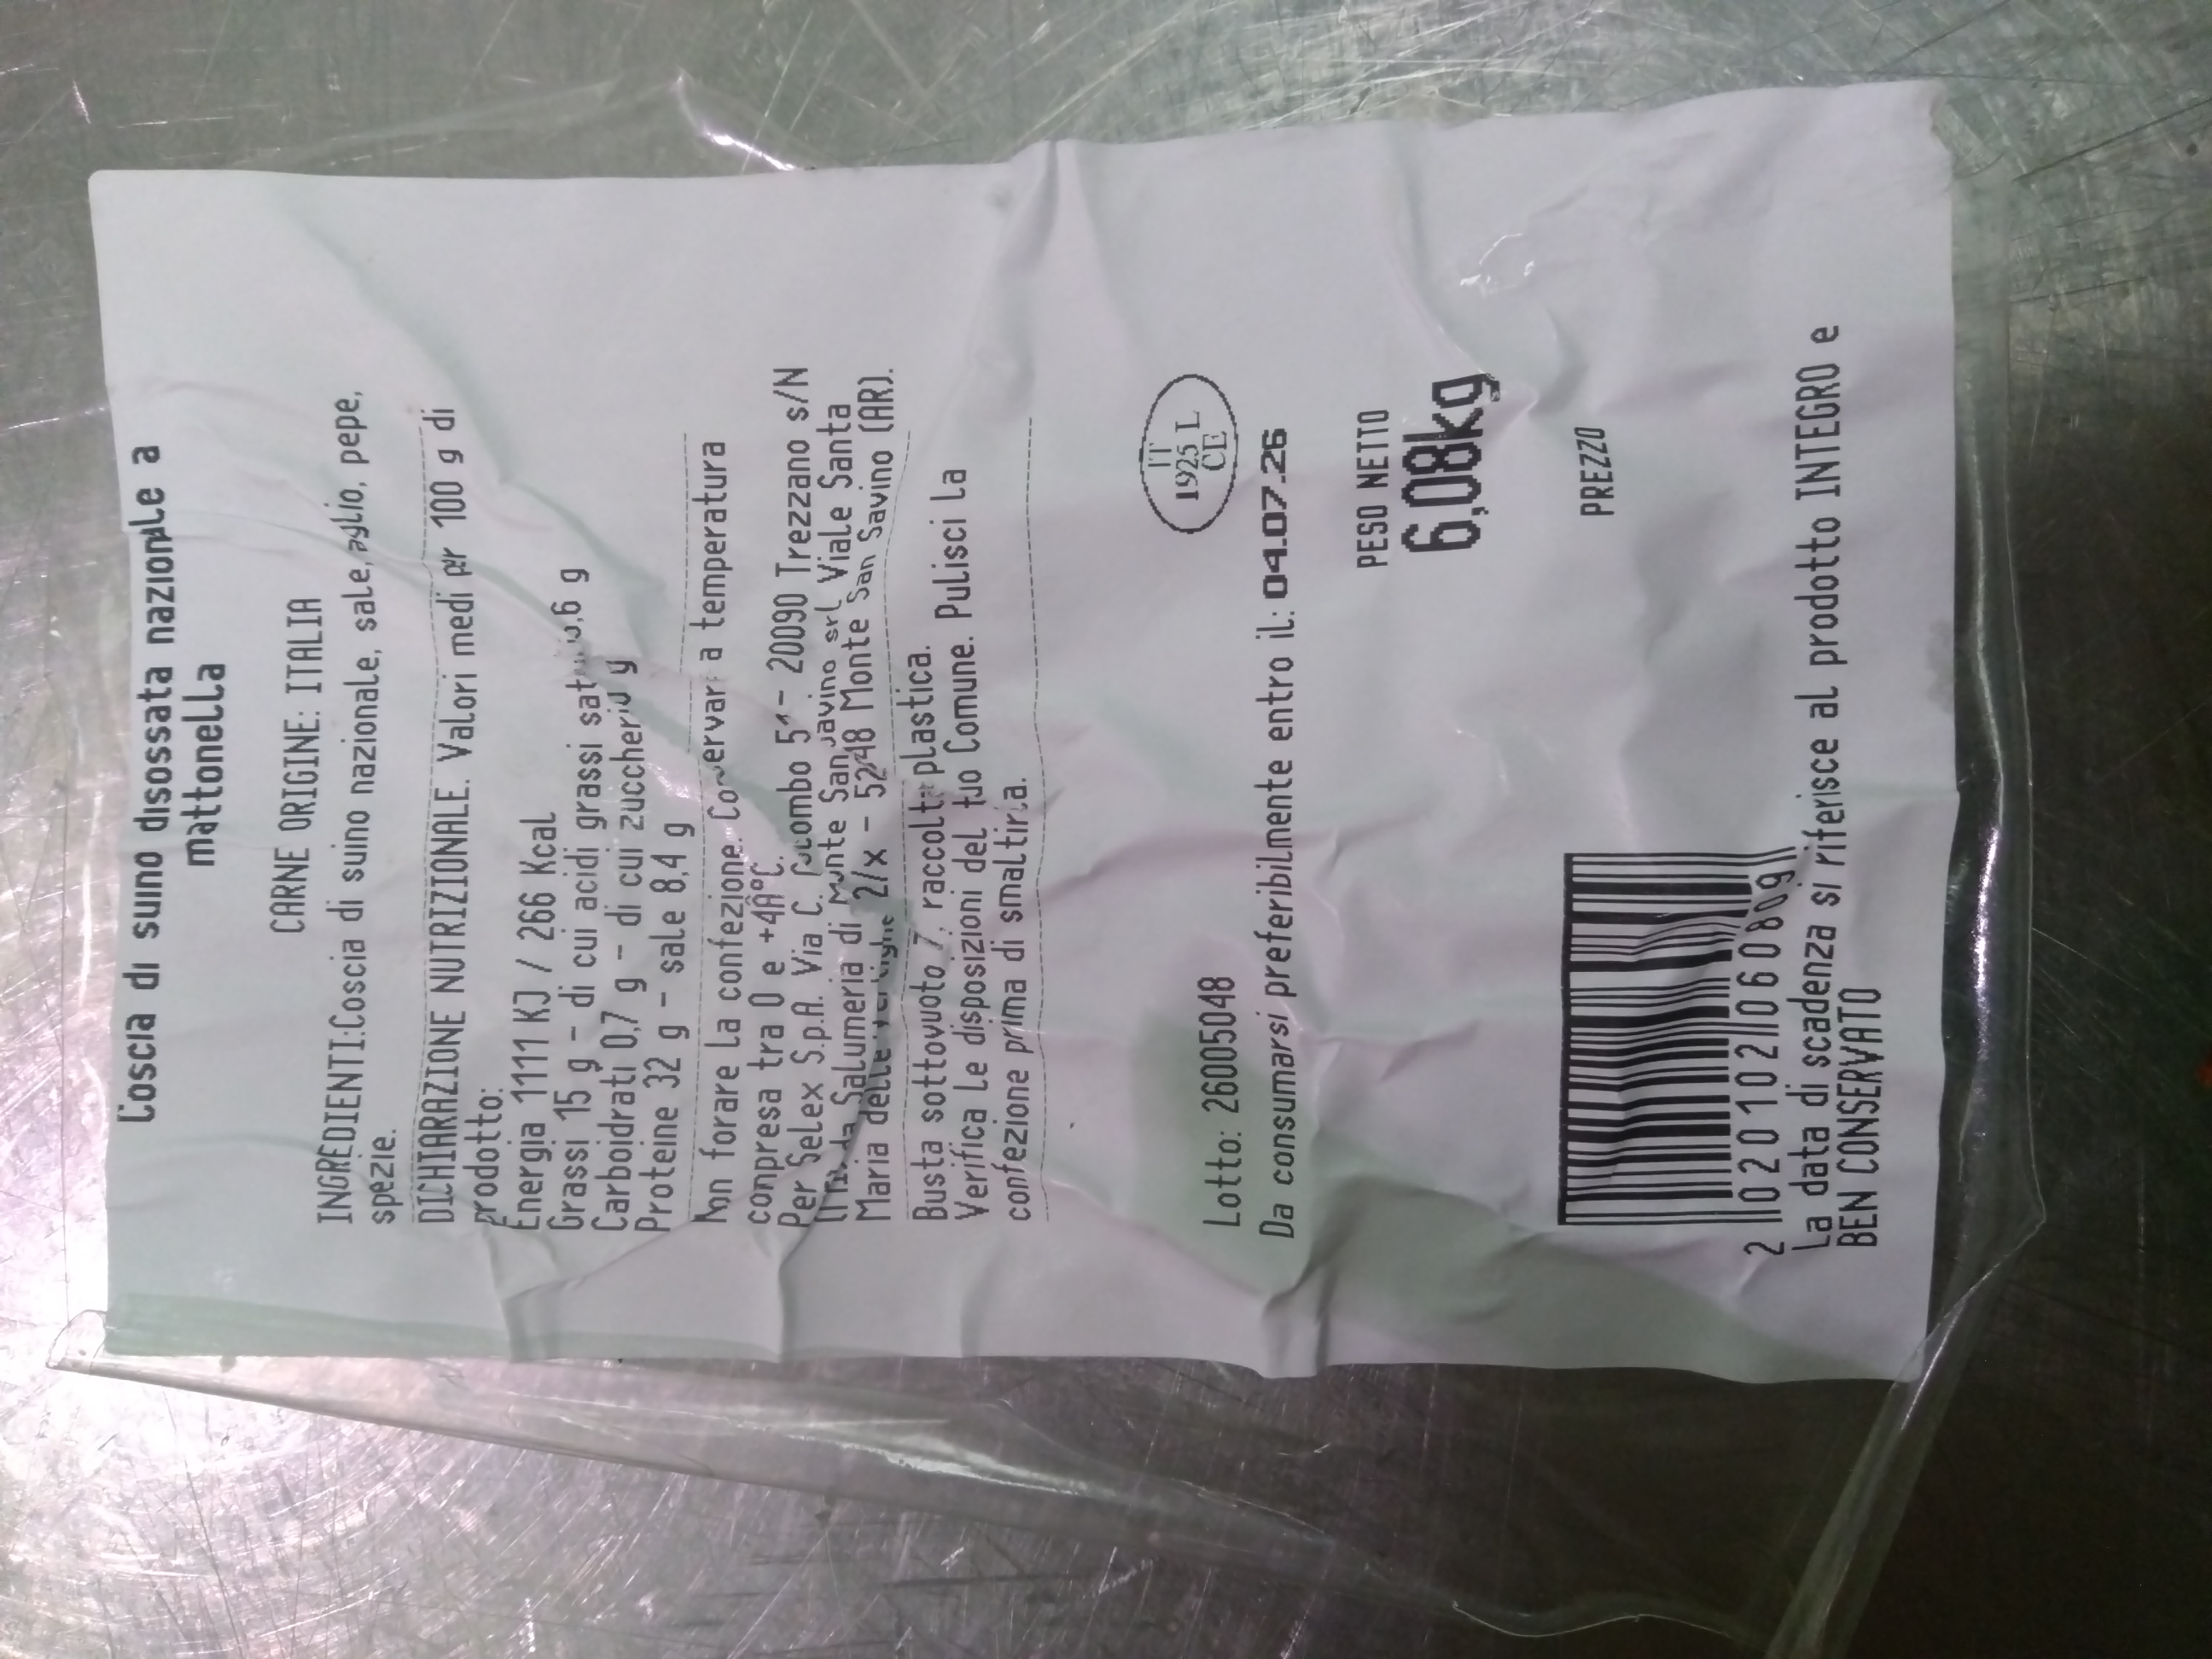 Coscia di suino disossata nazionale a
mattonella
CARNE ORIGINE: ITALIA
INGREDIENTI:Coscia di suino nazionale, sale, aglio, pepe,
spezie.
DICHIARAZIONE NUTRIZIONALE. Valori medi per 100 g di
prodotto:
Energia 1111 KJ / 266 Kcal
Grassi 15 g - di cui acidi grassi saturi 5,6 g
Carboidrati 0,7 g - di cui zuccheri 0 g
Proteine 32 g - sale 8,4 g
Non forare la confezione. Conservare a temperatura
conpresa tra 0 e +4Â°C.
Per Selex S.p.A. Via C. Colombo 51- 20090 Trezzano s/N
Salumeria di Monte San Savino srl Viale Santa
Maria delle - 52048 Monte San Savino (AR).
Busta sottovuoto 7, raccolta plastica.
Verifica le disposizioni del tuo Comune. Pulisci la
confezione prima di smaltirla.
IT
1925 L
CE
Lotto: 26005048
Da consumarsi preferibilmente entro il: 04.07.26
PESO NETTO
6,08kg
PREZZO
2 020102 060809
La data di scadenza si riferisce al prodotto INTEGRO e
BEN CONSERVATO